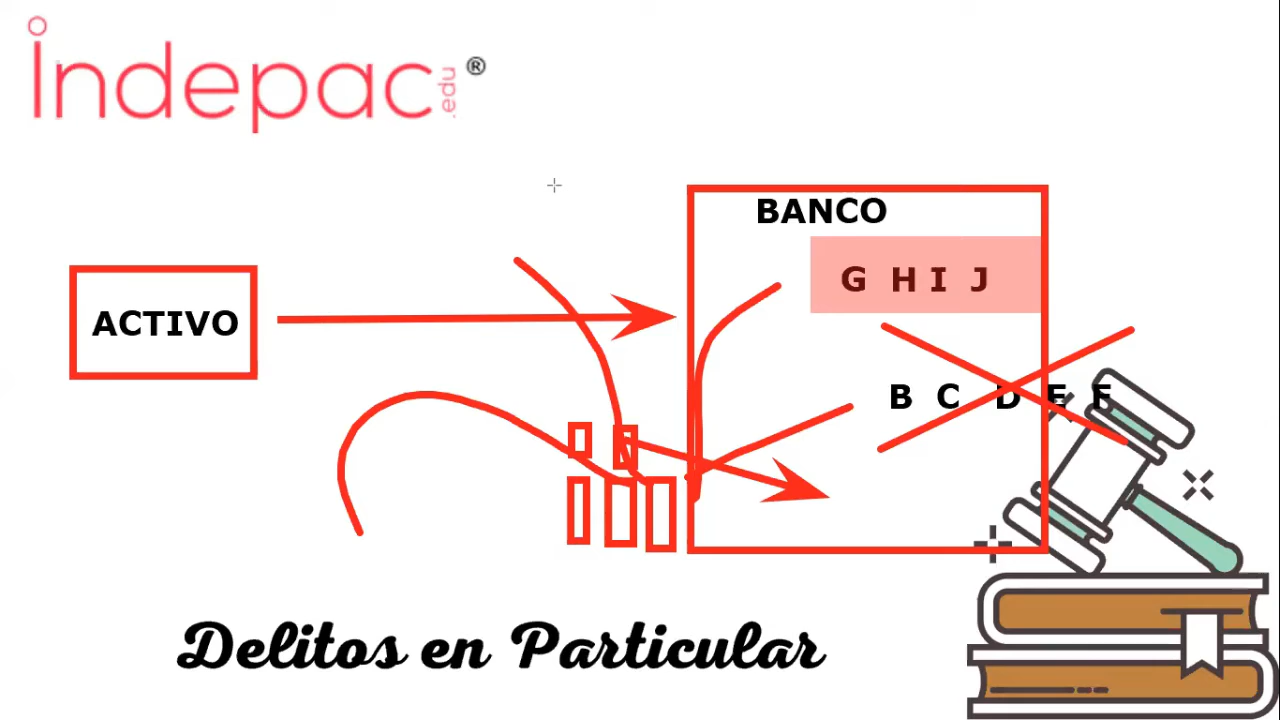 indepac.edu®
BANCO
G H I J
ACTIVO
B C D E F
Delitos en Particular